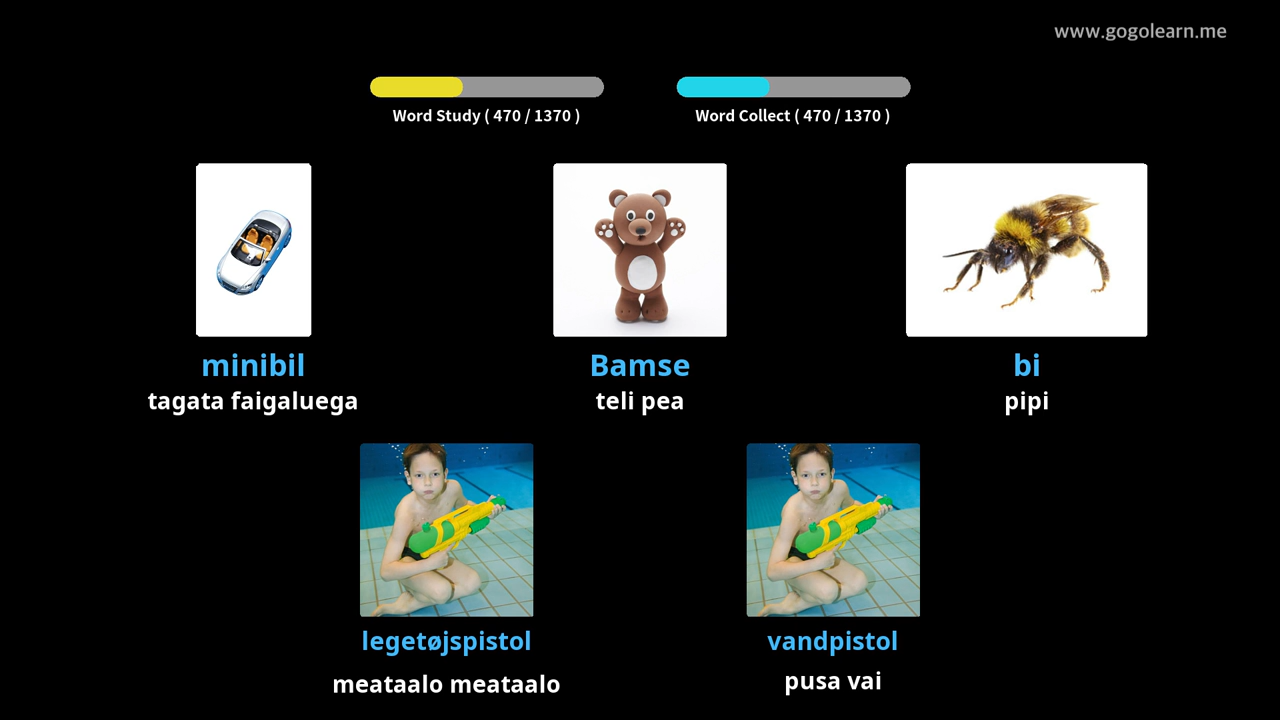 www.gogolearn.me
Word Study ( 470 / 1370 )
Word Collect ( 470 / 1370 )
minibil
tagata faigaluega
Bamse
teli pea
bi
pipi
legetøjspistol
meataalo meataalo
vandpistol
pusa vai